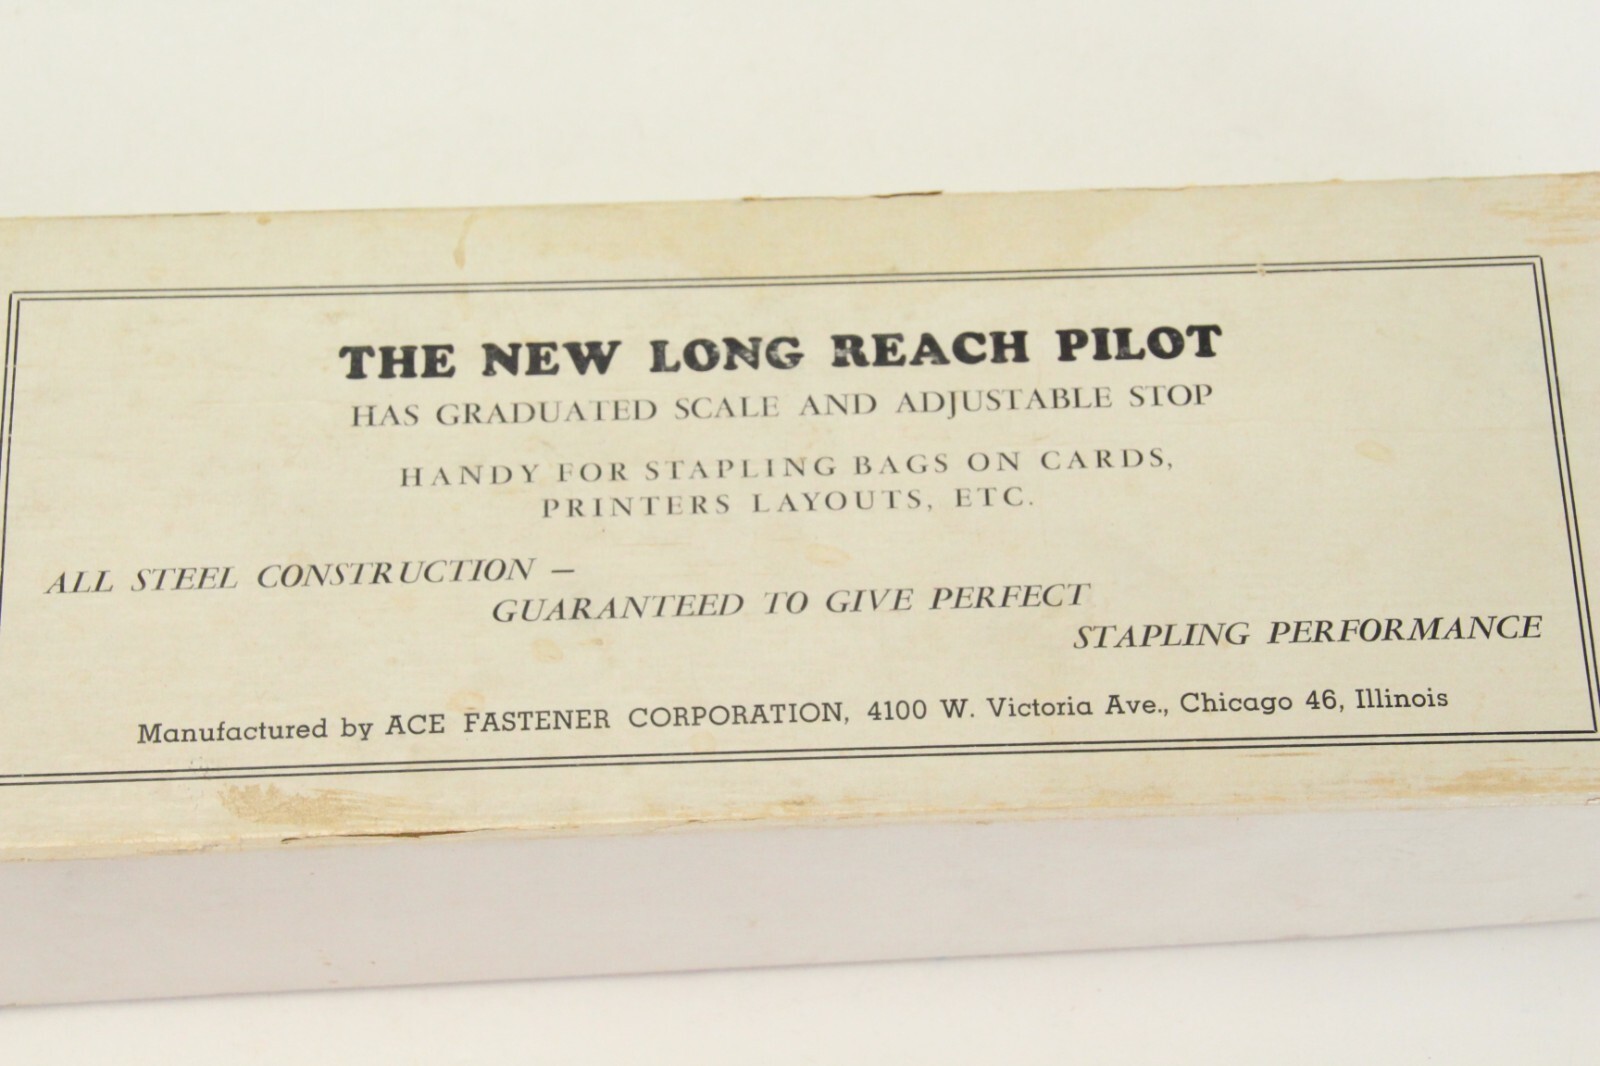 THE NEW LONG REACH PILOT
HAS GRADUATED SCALE AND ADJUSTABLE STOP
HANDY FOR STAPLING BAGS ON CARDS,
PRINTERS LAYOUTS, ETC.
ALL STEEL CONSTRUCTION –
GUARANTEED TO GIVE PERFECT
STAPLING PERFORMANCE
Manufactured by ACE FASTENER CORPORATION, 4100 W. Victoria Ave., Chicago 46, Illinois